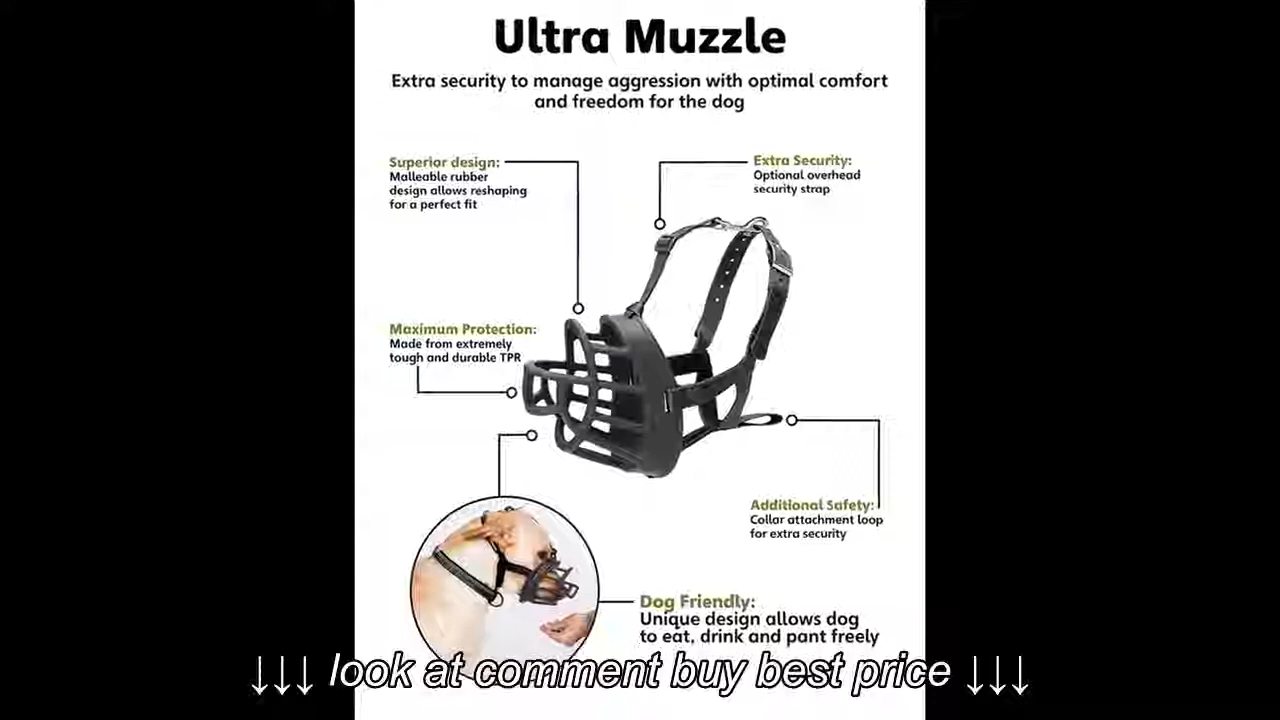 Ultra Muzzle
Extra security to manage aggression with optimal comfort
and freedom for the dog
Superior design:
Malleable rubber
design allows reshaping
for a perfect fit
Extra Security:
Optional overhead
security strap
Maximum Protection:
Made from extremely
tough and durable TPR
Additional Safety:
Collar attachment loop
for extra security
Dog Friendly:
Unique design allows dog
to eat, drink and pant freely
↓↓↓ look at comment buy best price ↓↓↓